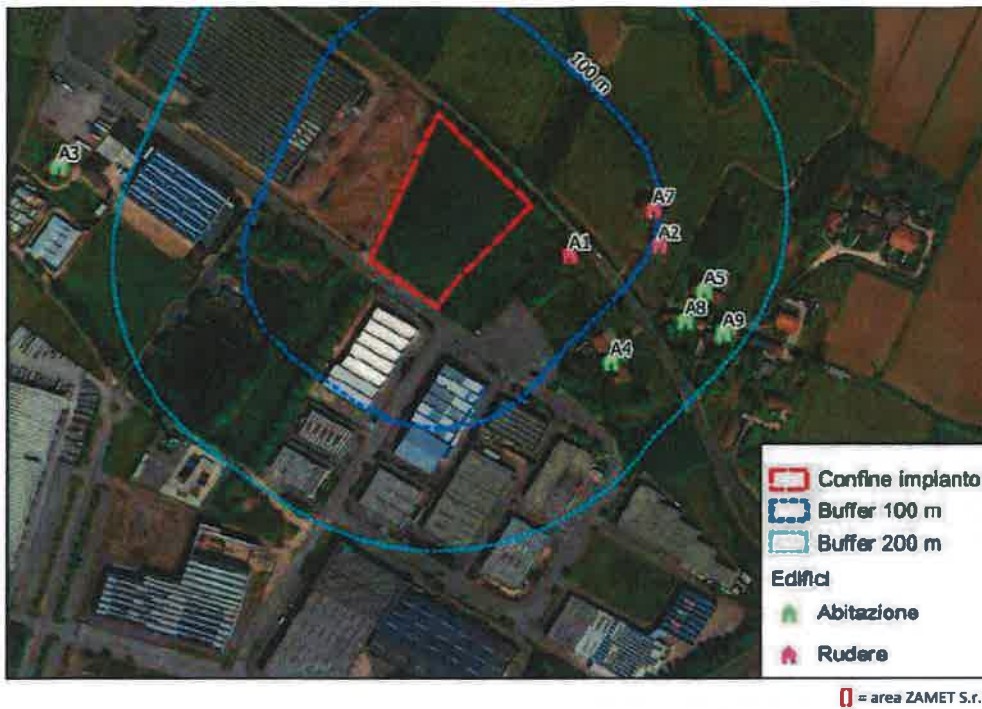 100 m
A3
A7
A1
A2
A5
A8
A9
A4
Confine impianto
Buffer 100 m
Buffer 200 m
Edifici
Abitazione
Rudere
= area ZAMET S.r.